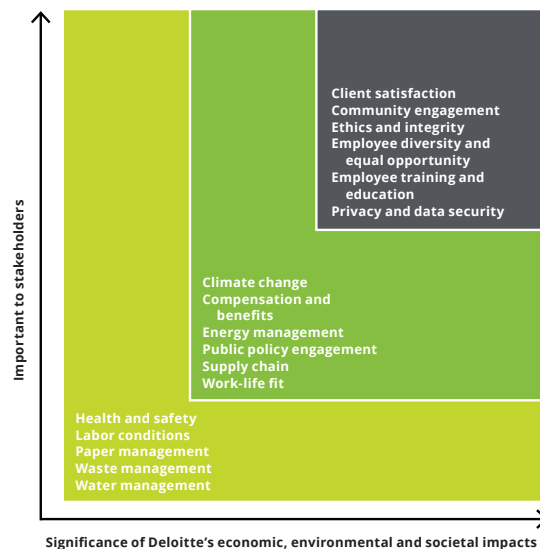 Important to stakeholders
Client satisfaction
Community engagement
Ethics and integrity
Employee diversity and
equal opportunity
Employee training and
education
Privacy and data security
Climate change
Compensation and
benefits
Energy management
Public policy engagement
Supply chain
Work-life fit
Health and safety
Labor conditions
Paper management
Waste management
Water management
Significance of Deloitte’s economic, environmental and societal impacts